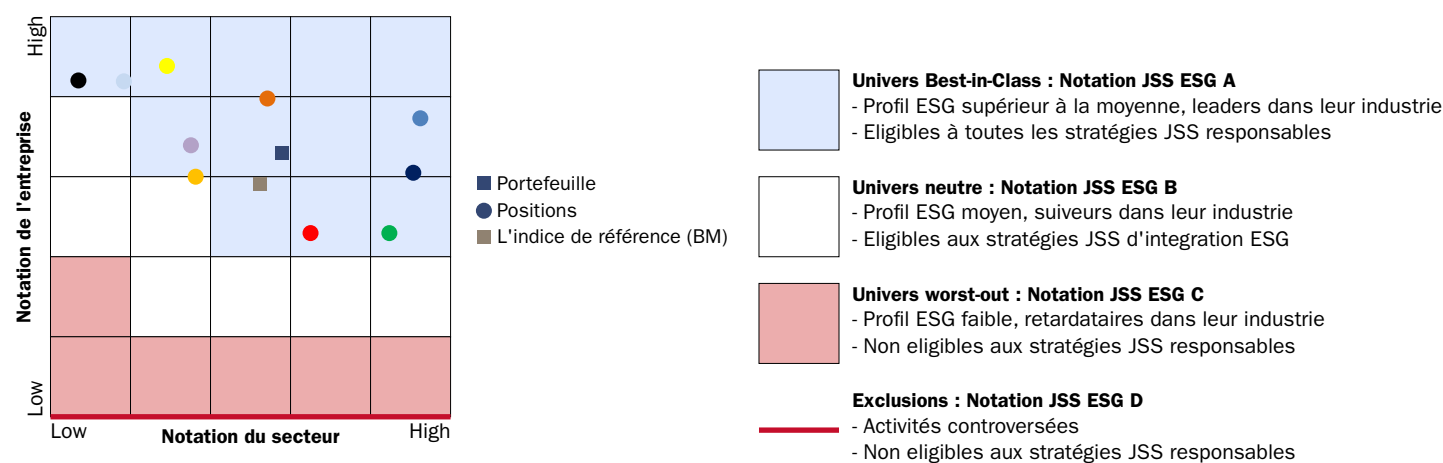 High
Notation de l'entreprise
Low
Low
Notation du secteur
High
Portefeuille
Positions
L'indice de référence (BM)
Univers Best-in-Class : Notation JSS ESG A
- Profil ESG supérieur à la moyenne, leaders dans leur industrie
- Eligibles à toutes les stratégies JSS responsables
Univers neutre : Notation JSS ESG B
- Profil ESG moyen, suiveurs dans leur industrie
- Eligibles aux stratégies JSS d'integration ESG
Univers worst-out : Notation JSS ESG C
- Profil ESG faible, retardataires dans leur industrie
- Non eligibles aux stratégies JSS responsables
Exclusions : Notation JSS ESG D
- Activités controversées
- Non eligibles aux stratégies JSS responsables